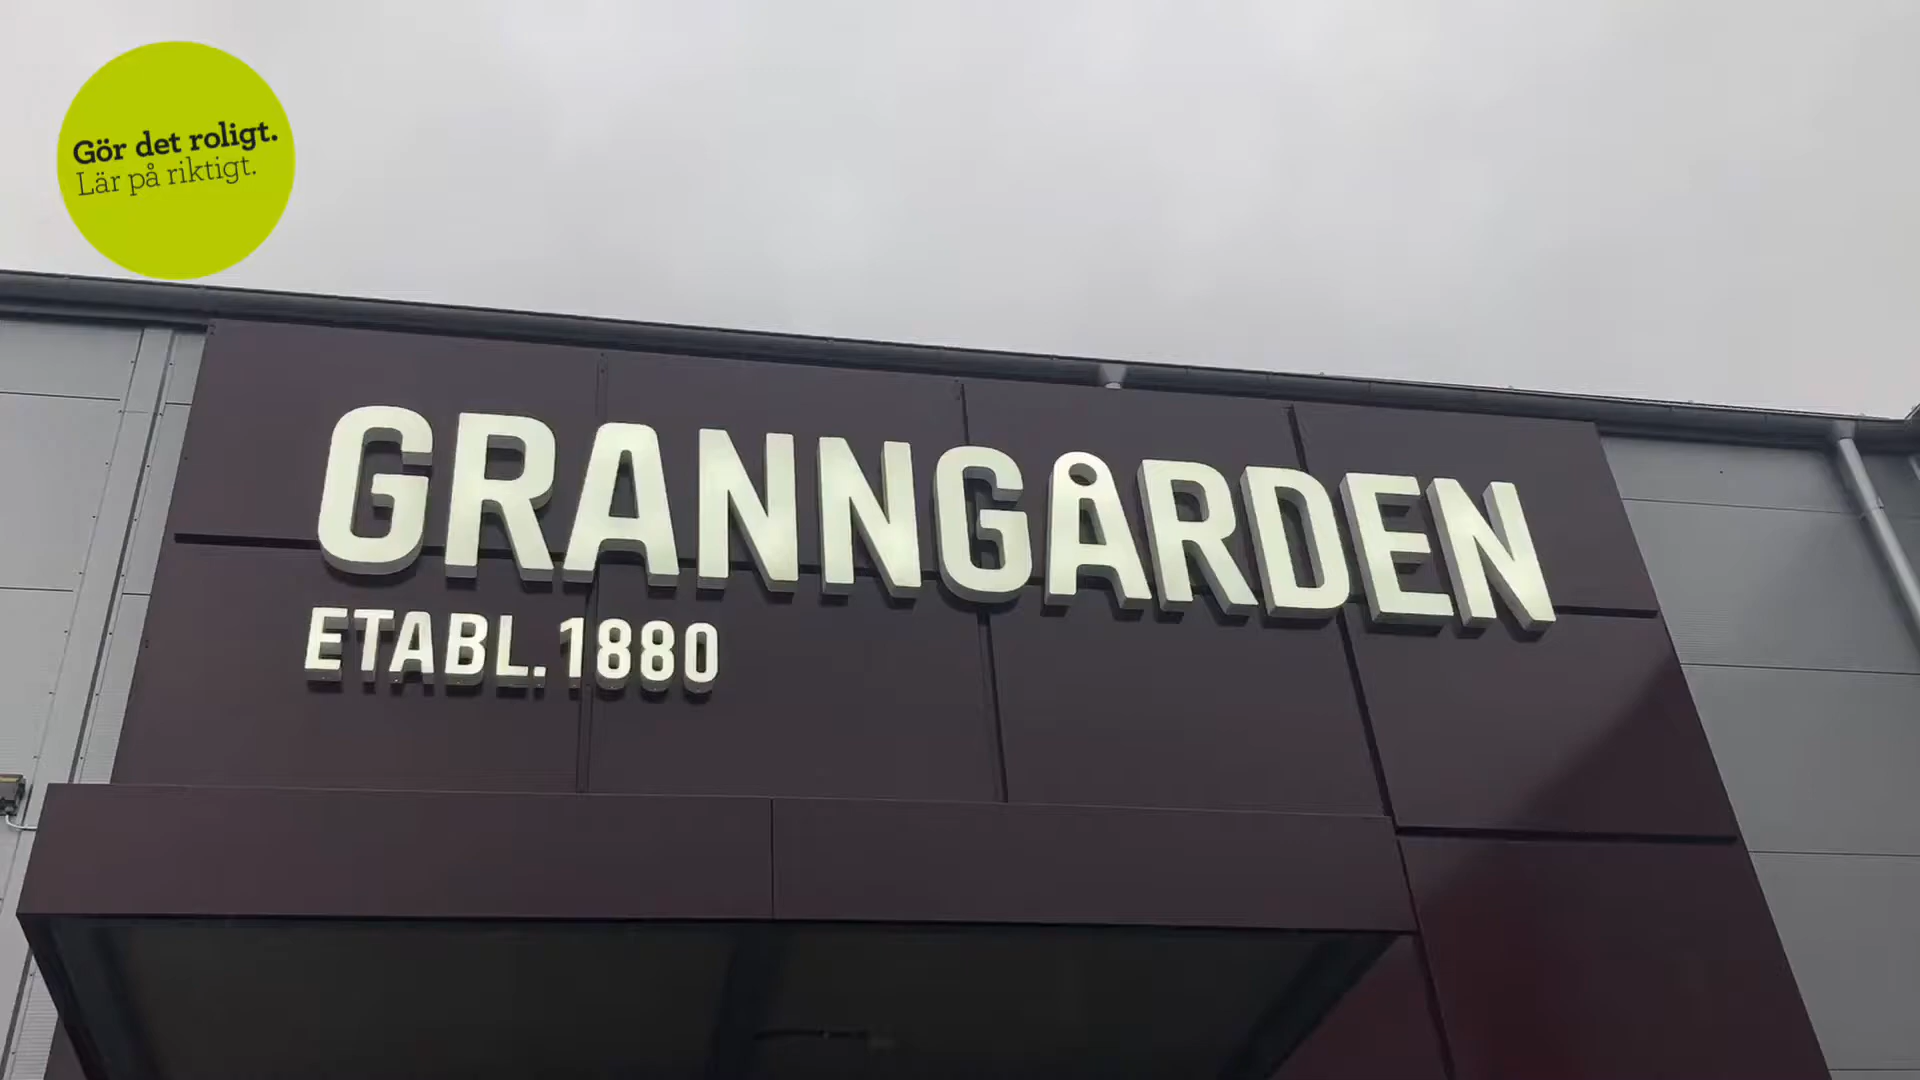 Gör det roligt.
Lär på riktigt.
GRANNGÅRDEN
ETABL. 1880